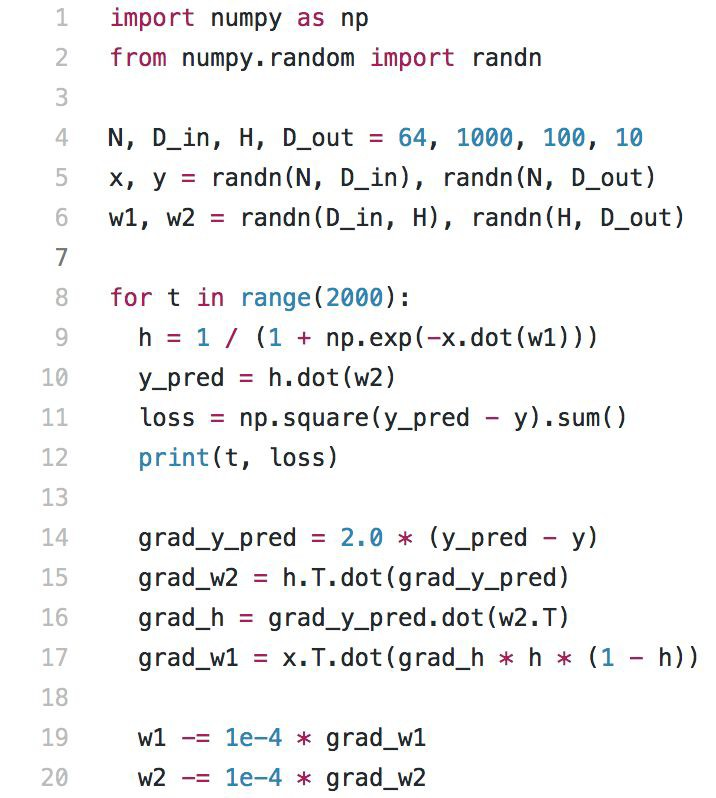 1 import numpy as np
2 from numpy.random import randn
3
4 N, D_in, H, D_out = 64, 1000, 100, 10
5 x, y = randn(N, D_in), randn(N, D_out)
6 w1, w2 = randn(D_in, H), randn(H, D_out)
7
8 for t in range(2000):
9   h = 1 / (1 + np.exp(-x.dot(w1)))
10   y_pred = h.dot(w2)
11   loss = np.square(y_pred - y).sum()
12   print(t, loss)
13
14   grad_y_pred = 2.0 * (y_pred - y)
15   grad_w2 = h.T.dot(grad_y_pred)
16   grad_h = grad_y_pred.dot(w2.T)
17   grad_w1 = x.T.dot(grad_h * h * (1 - h))
18
19   w1 -= 1e-4 * grad_w1
20   w2 -= 1e-4 * grad_w2